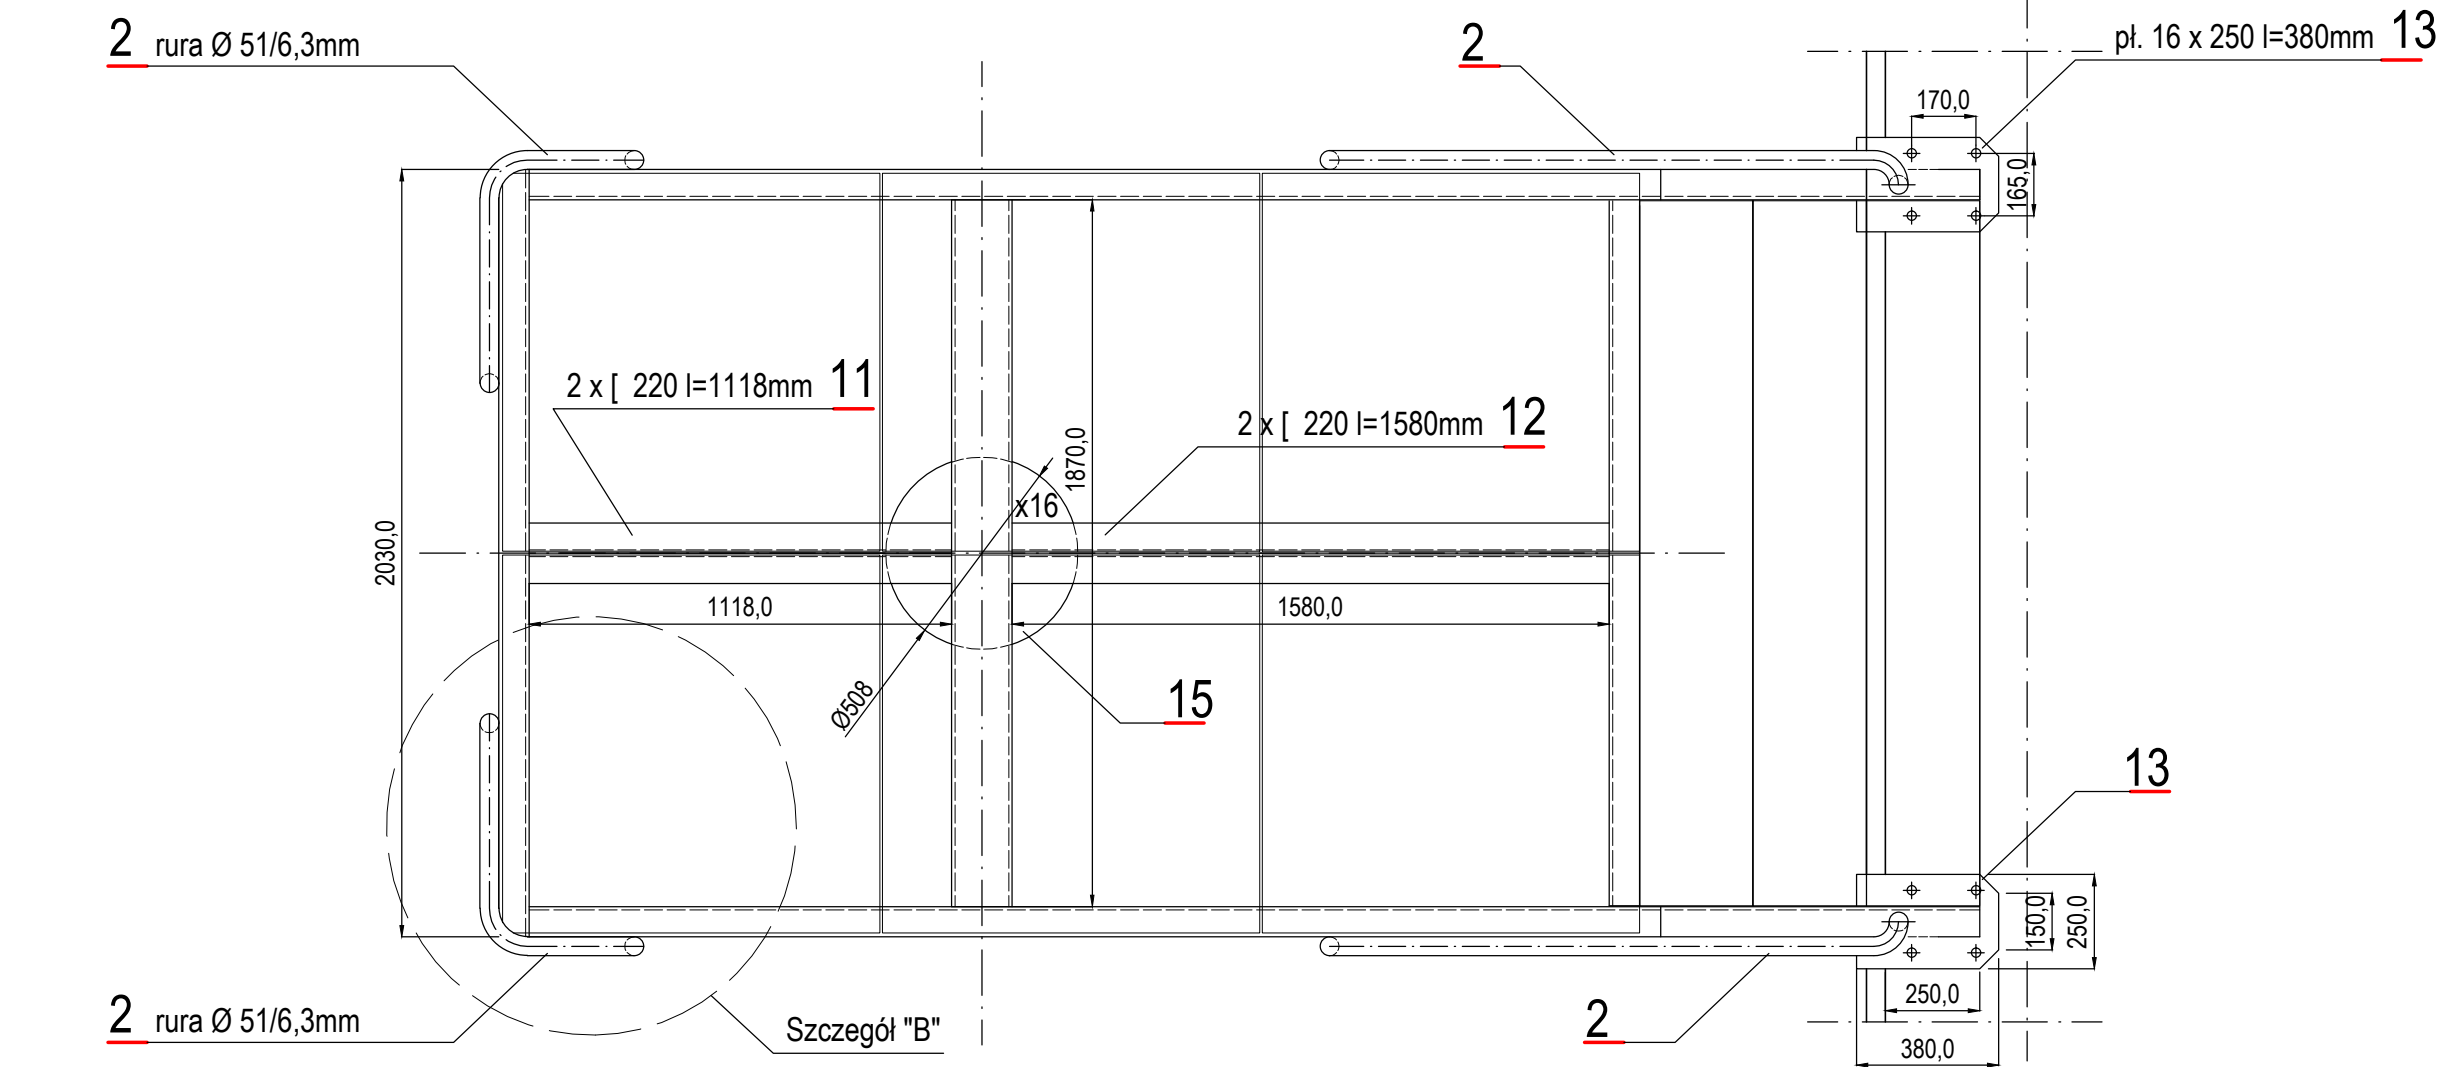 2 rura Ø 51/6,3mm
2
pł. 16 x 250 l=380mm 13
170,0
165,0
2 x [ 220 l=1118mm 11
2 x [ 220 l=1580mm 12
1870,0
x16
2030,0
1118,0
1580,0
Ø508
15
13
150,0
250,0
250,0
2 rura Ø 51/6,3mm
Szczegół "B"
2
380,0